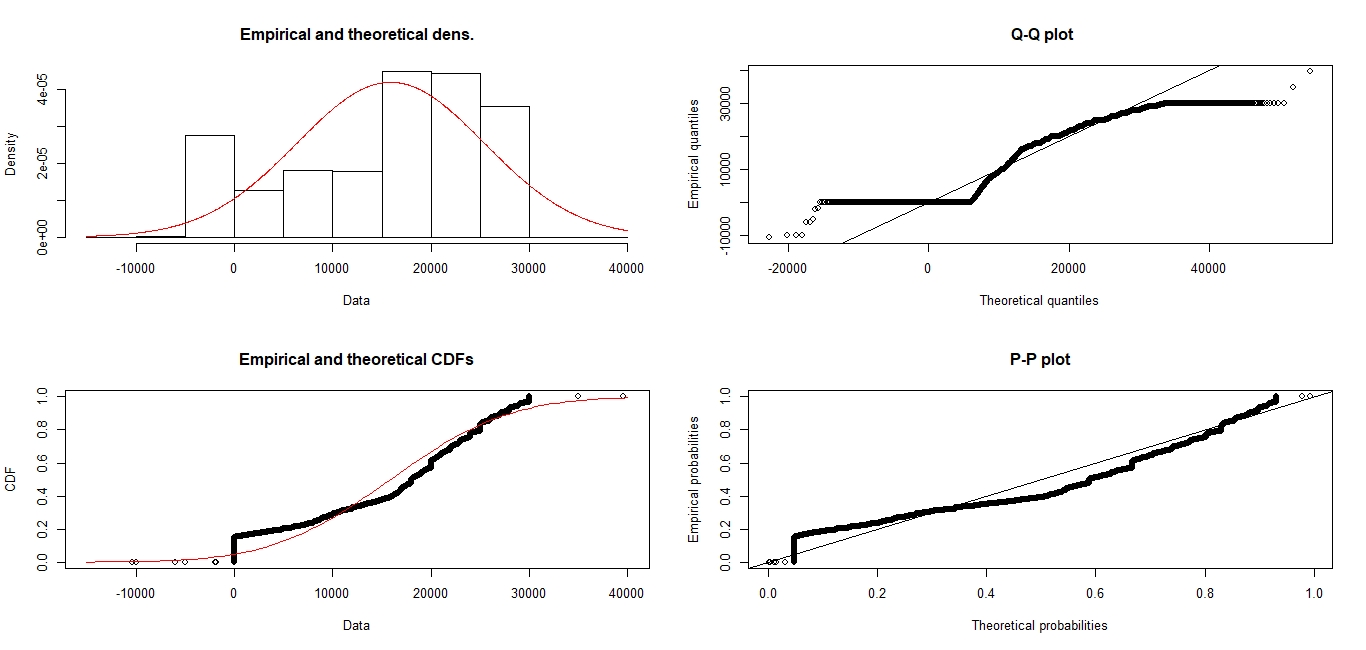 Empirical and theoretical dens.
Density
0e+00 2e-05 4e-05
-10000 0 10000 20000 30000 40000
Data
Q-Q plot
Empirical quantiles
-10000 10000 30000
-20000 0 20000 40000
Theoretical quantiles
Empirical and theoretical CDFs
CDF
0.0 0.2 0.4 0.6 0.8 1.0
-10000 0 10000 20000 30000 40000
Data
P-P plot
Empirical probabilities
0.0 0.2 0.4 0.6 0.8 1.0
0.0 0.2 0.4 0.6 0.8 1.0
Theoretical probabilities